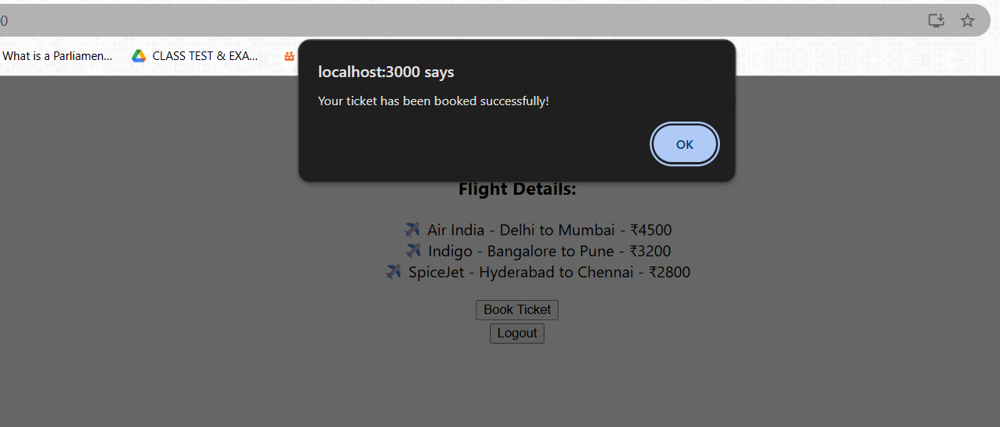 0
What is a Parliamen...
CLASS TEST & EXA...
localhost:3000 says
Your ticket has been booked successfully!
OK
Flight Details:
Air India - Delhi to Mumbai - ₹4500
Indigo - Bangalore to Pune - ₹3200
SpiceJet - Hyderabad to Chennai - ₹2800
Book Ticket
Logout